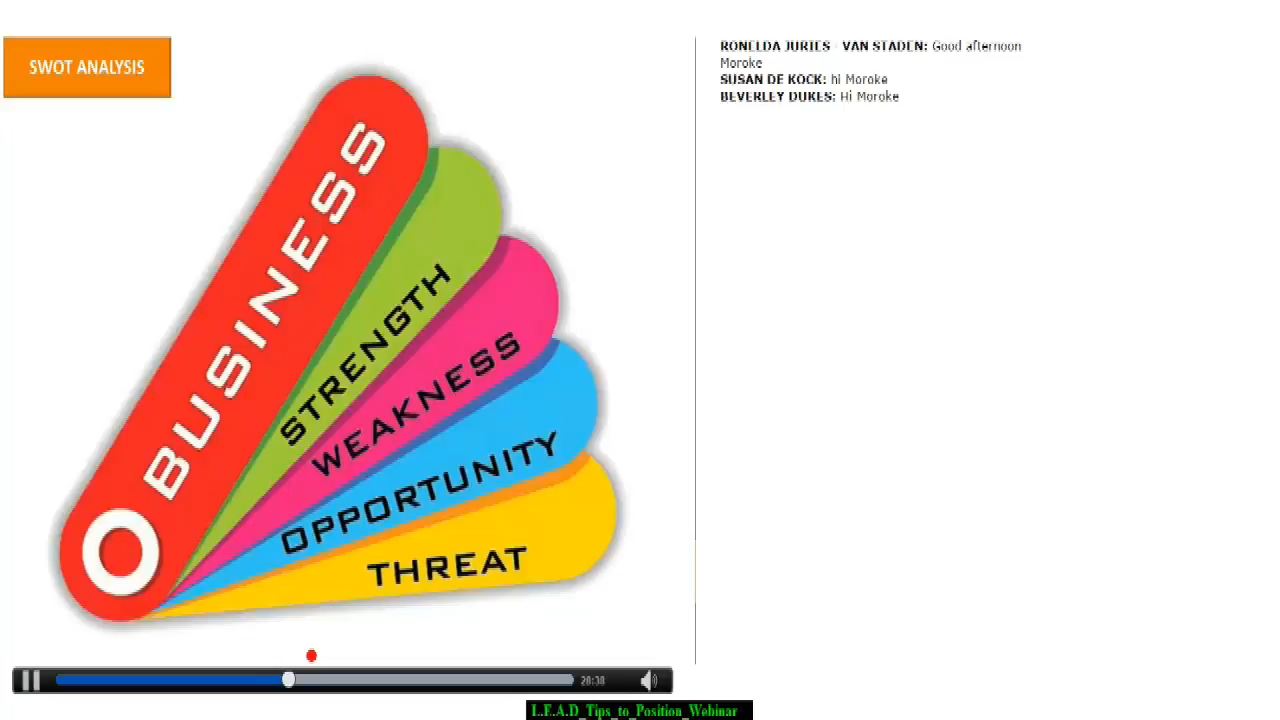 SWOT ANALYSIS
BUSINESS
STRENGTH
WEAKNESS
OPPORTUNITY
THREAT
RONELDA JURIES - VAN STADEN: Good afternoon
Moroke
SUSAN DE KOCK: hi Moroke
BEVERLEY DUKES: Hi Moroke
28:38
L.E.A.D_Tips_to_Position_Webinar